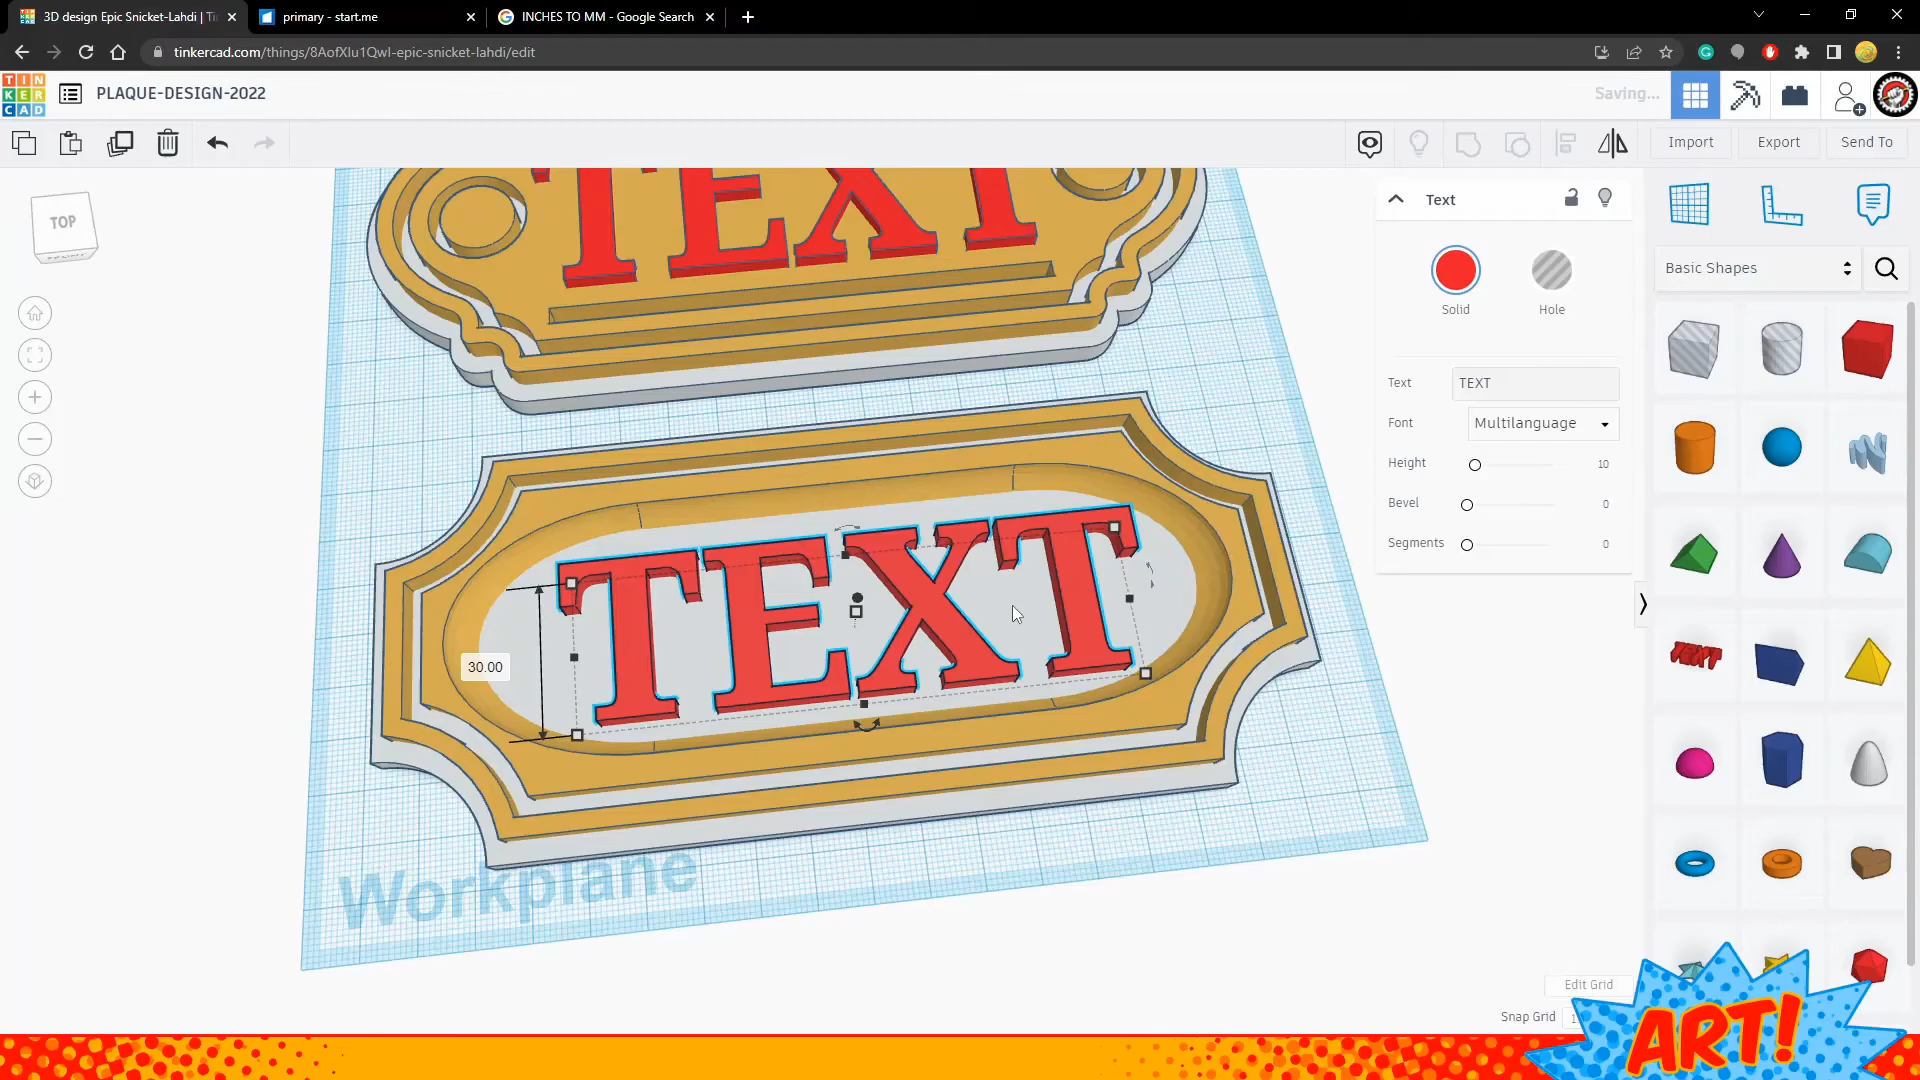 3D design Epic Snicket-Lahdi | Ti
primary - start.me
INCHES TO MM - Google Search
tinkercad.com/things/8AofXlu1Qwl-epic-snicket-lahdi/edit
TIN
KER
CAD
PLAQUE-DESIGN-2022
Saving...
Import
Export
Send To
TOP
TEXT
Text
Solid
Hole
Text
TEXT
Font
Multilanguage
Height
10
Bevel
0
Segments
0
Basic Shapes
TEXT
30.00
TEXT
Workplane
Edit Grid
Snap Grid
ART!